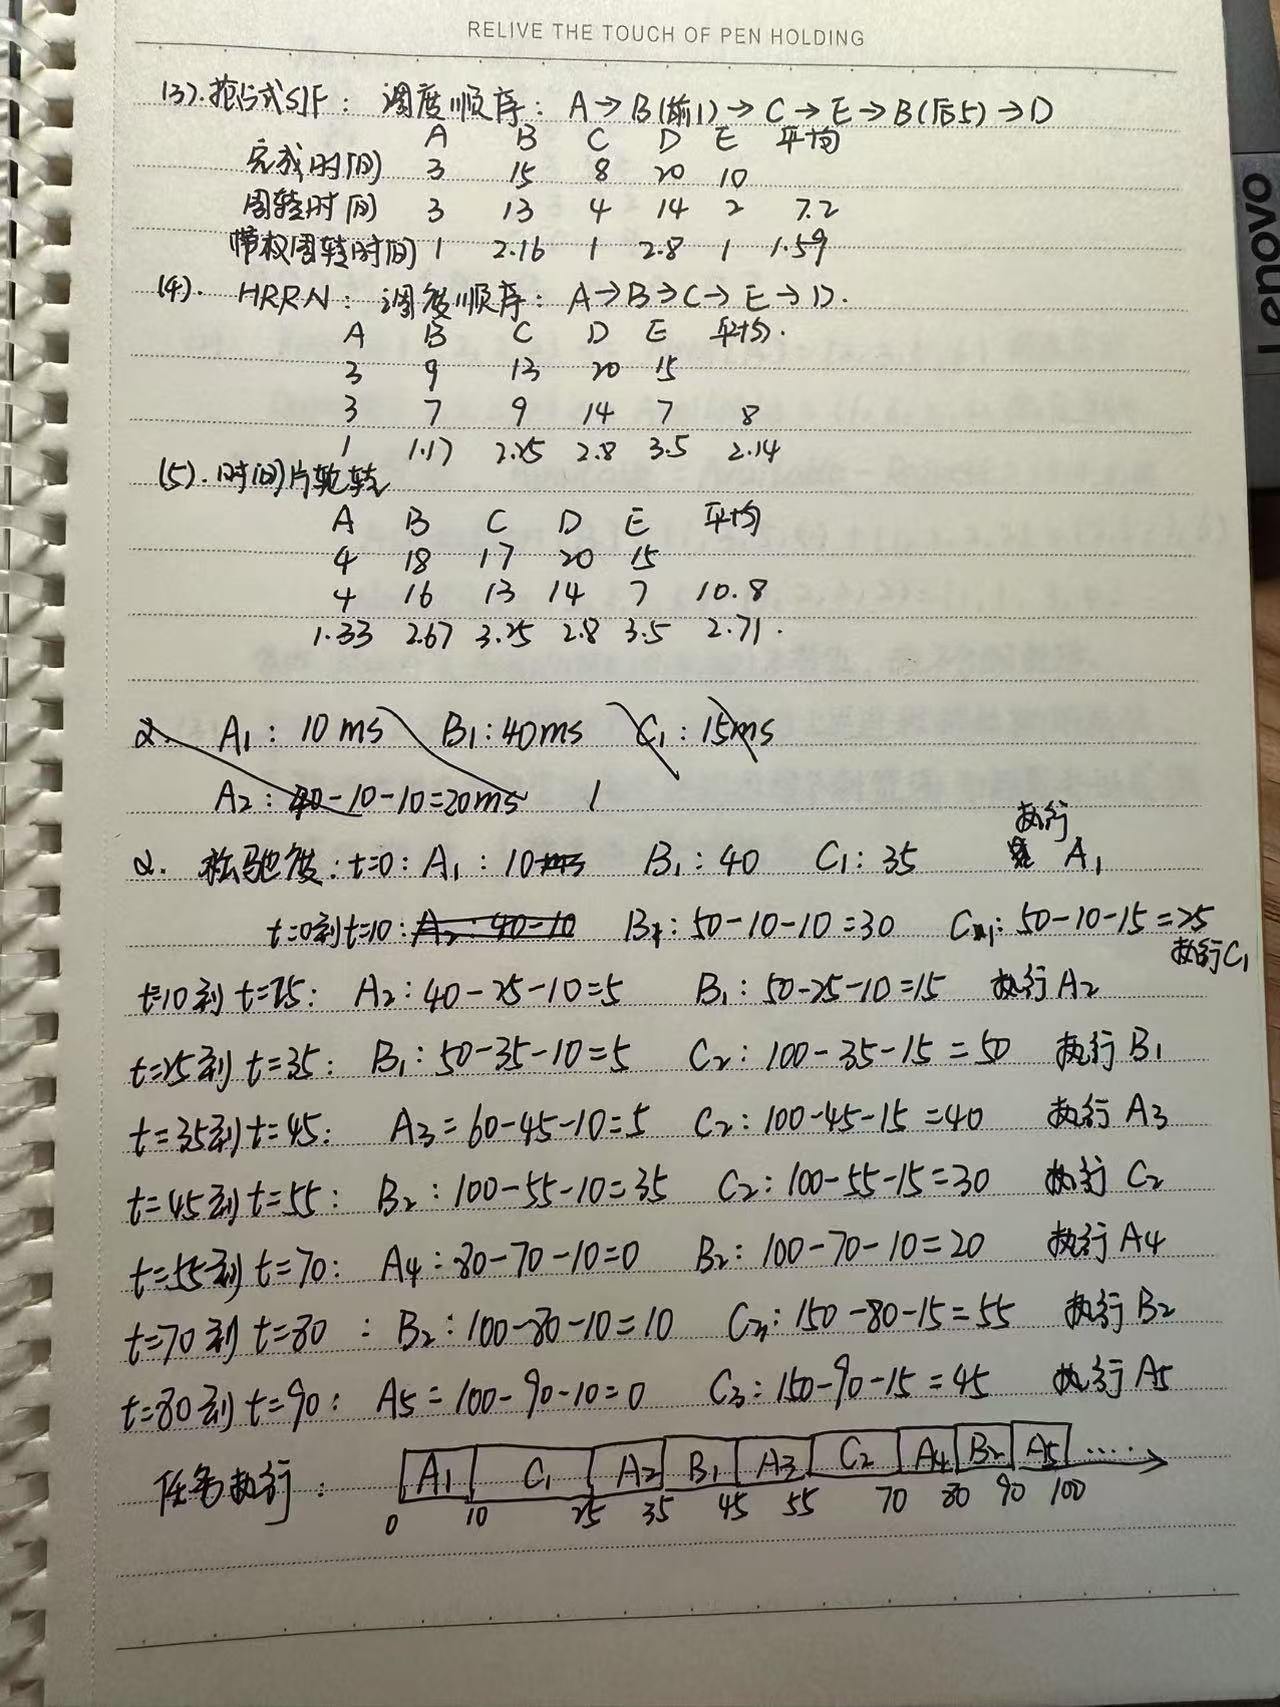 RELIVE THE TOUCH OF PEN HOLDING
lenovo
(3). 抢占式SJF: 调度顺序: A→B(前1)→C→E→B(后5)→D
A B C D E 平均
完成时间 3 15 8 20 10
周转时间 3 13 4 14 2 7.2
带权周转时间 1 2.16 1 2.8 1 1.59
(4). HRRN: 调度顺序: A→B→C→E→D.
A B C D E 平均.
3 9 13 20 15
3 7 9 14 7 8
1 1.17 2.25 2.8 3.5 2.14
(5). 时间片轮转
A B C D E 平均
4 18 17 20 15
4 16 13 14 7 10.8
1.33 2.67 3.25 2.8 3.5 2.71.
2. A1: 10ms B1: 40ms C1: 15ms
A2: 40-10-10=20ms 1
2. 松弛度: t=0: A1: 10ms B1: 40 C1: 35 执行 A1
t=0到t=10: A2: 40-10 B1: 50-10-10=30 C1: 50-10-15=25 执行C1
t=10到t=25: A2: 40-25-10=5 B1: 50-25-10=15 执行A2
t=25到t=35: B1: 50-35-10=5 C2: 100-35-15=50 执行B1
t=35到t=45: A3=60-45-10=5 C2: 100-45-15=40 执行A3
t=45到t=55: B2: 100-55-10=35 C2: 100-55-15=30 执行C2
t=55到t=70: A4: 80-70-10=0 B2: 100-70-10=20 执行A4
t=70到t=80: B2: 100-80-10=10 C3: 150-80-15=55 执行B2
t=80到t=90: A5=100-90-10=0 C3: 150-90-15=45 执行A5
任务执行: A1 C1 A2 B1 A3 C2 A4 B2 A5 .....
0 10 25 35 45 55 70 80 90 100